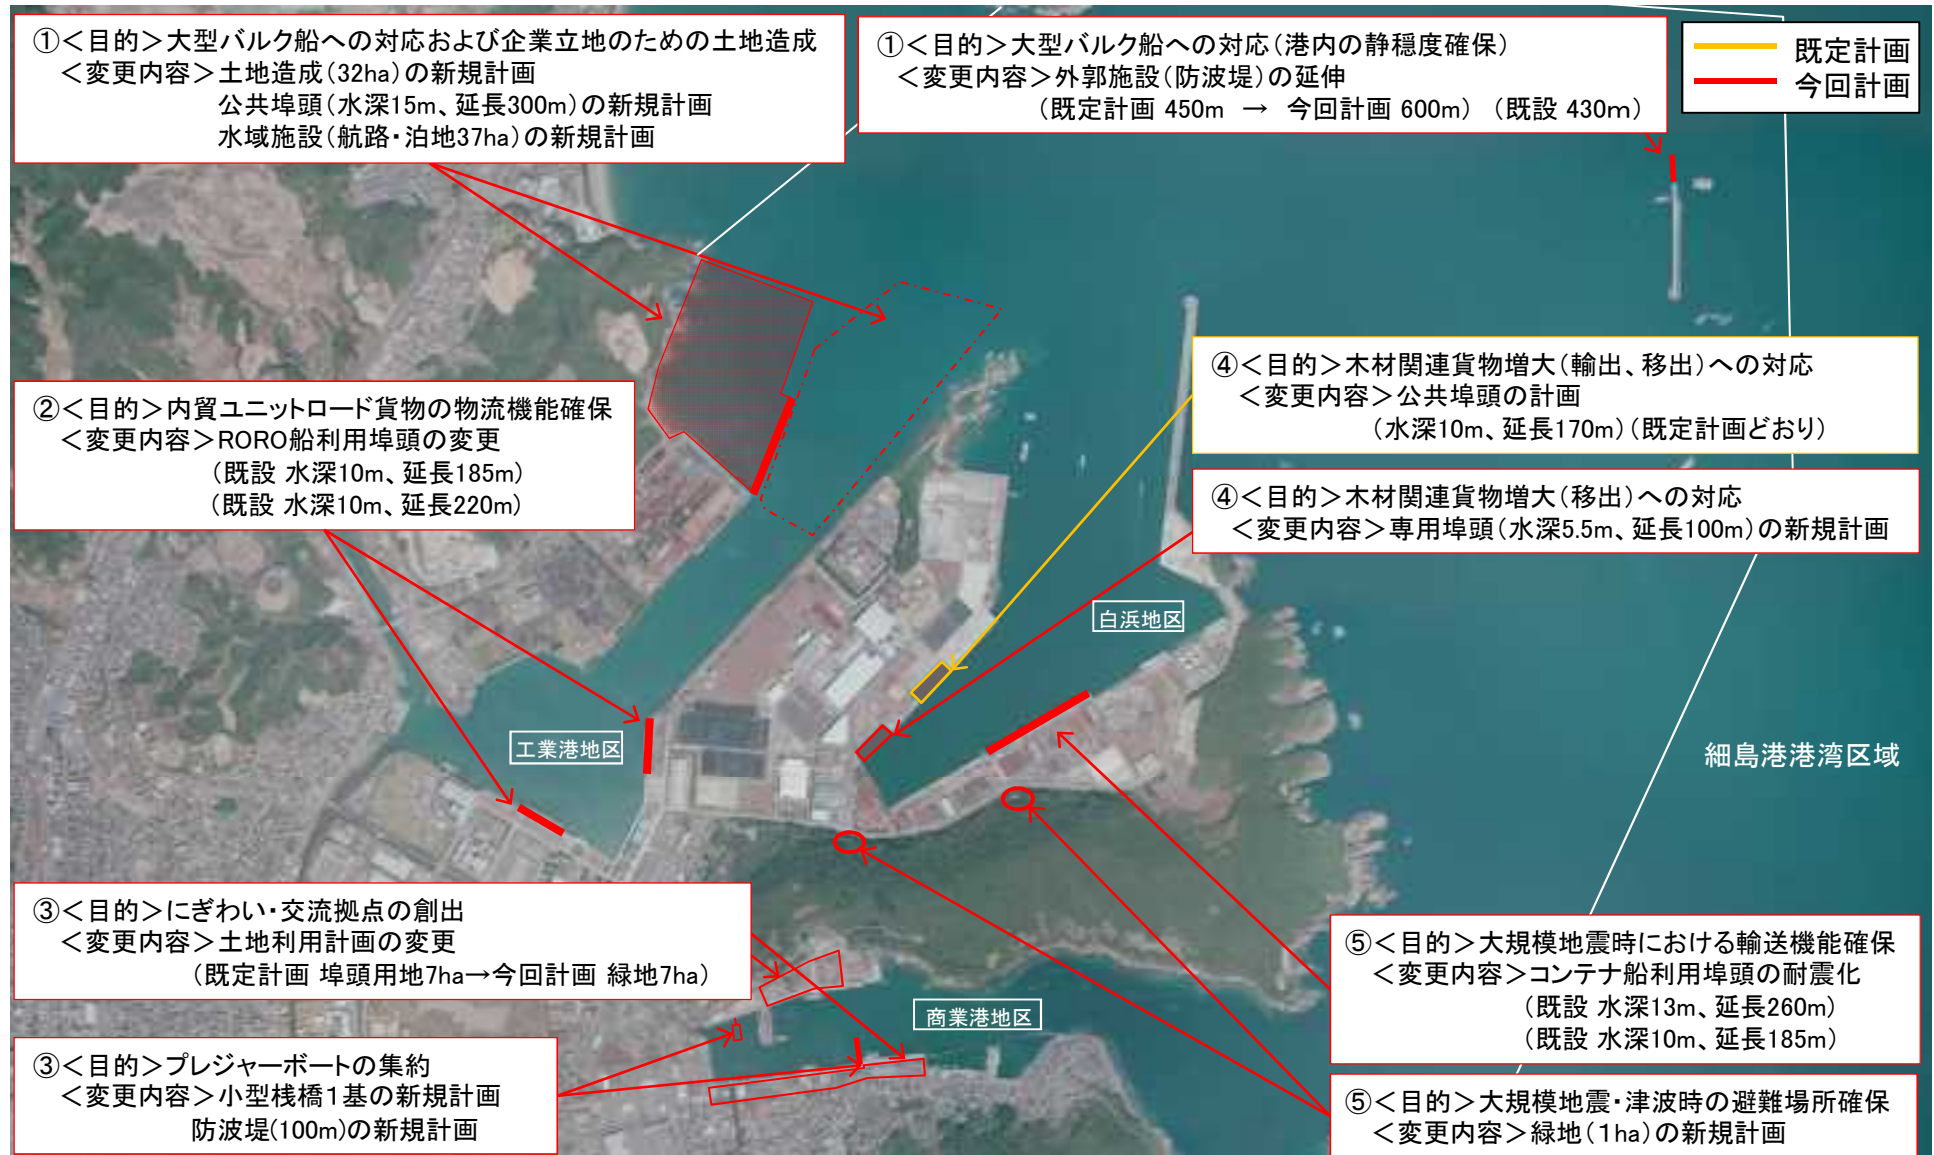 ①＜目的＞大型バルク船への対応および企業立地のための土地造成
＜変更内容＞土地造成（32ha）の新規計画
公共埠頭（水深15m、延長300m）の新規計画
水域施設（航路・泊地37ha）の新規計画
①＜目的＞大型バルク船への対応（港内の静穏度確保）
＜変更内容＞外郭施設（防波堤）の延伸
（既定計画 450m → 今回計画 600m）（既設 430m）
既定計画
今回計画
②＜目的＞内貿ユニットロード貨物の物流機能確保
＜変更内容＞RORO船利用埠頭の変更
（既設 水深10m、延長185m）
（既設 水深10m、延長220m）
④＜目的＞木材関連貨物増大（輸出、移出）への対応
＜変更内容＞公共埠頭の計画
（水深10m、延長170m）（既定計画どおり）
④＜目的＞木材関連貨物増大（移出）への対応
＜変更内容＞専用埠頭（水深5.5m、延長100m）の新規計画
白浜地区
工業港地区
細島港港湾区域
③＜目的＞にぎわい・交流拠点の創出
＜変更内容＞土地利用計画の変更
（既定計画 埠頭用地7ha→今回計画 緑地7ha）
商業港地区
⑤＜目的＞大規模地震時における輸送機能確保
＜変更内容＞コンテナ船利用埠頭の耐震化
（既設 水深13m、延長260m）
（既設 水深10m、延長185m）
③＜目的＞プレジャーボートの集約
＜変更内容＞小型桟橋１基の新規計画
防波堤(100m)の新規計画
⑤＜目的＞大規模地震・津波時の避難場所確保
＜変更内容＞緑地（１ha）の新規計画